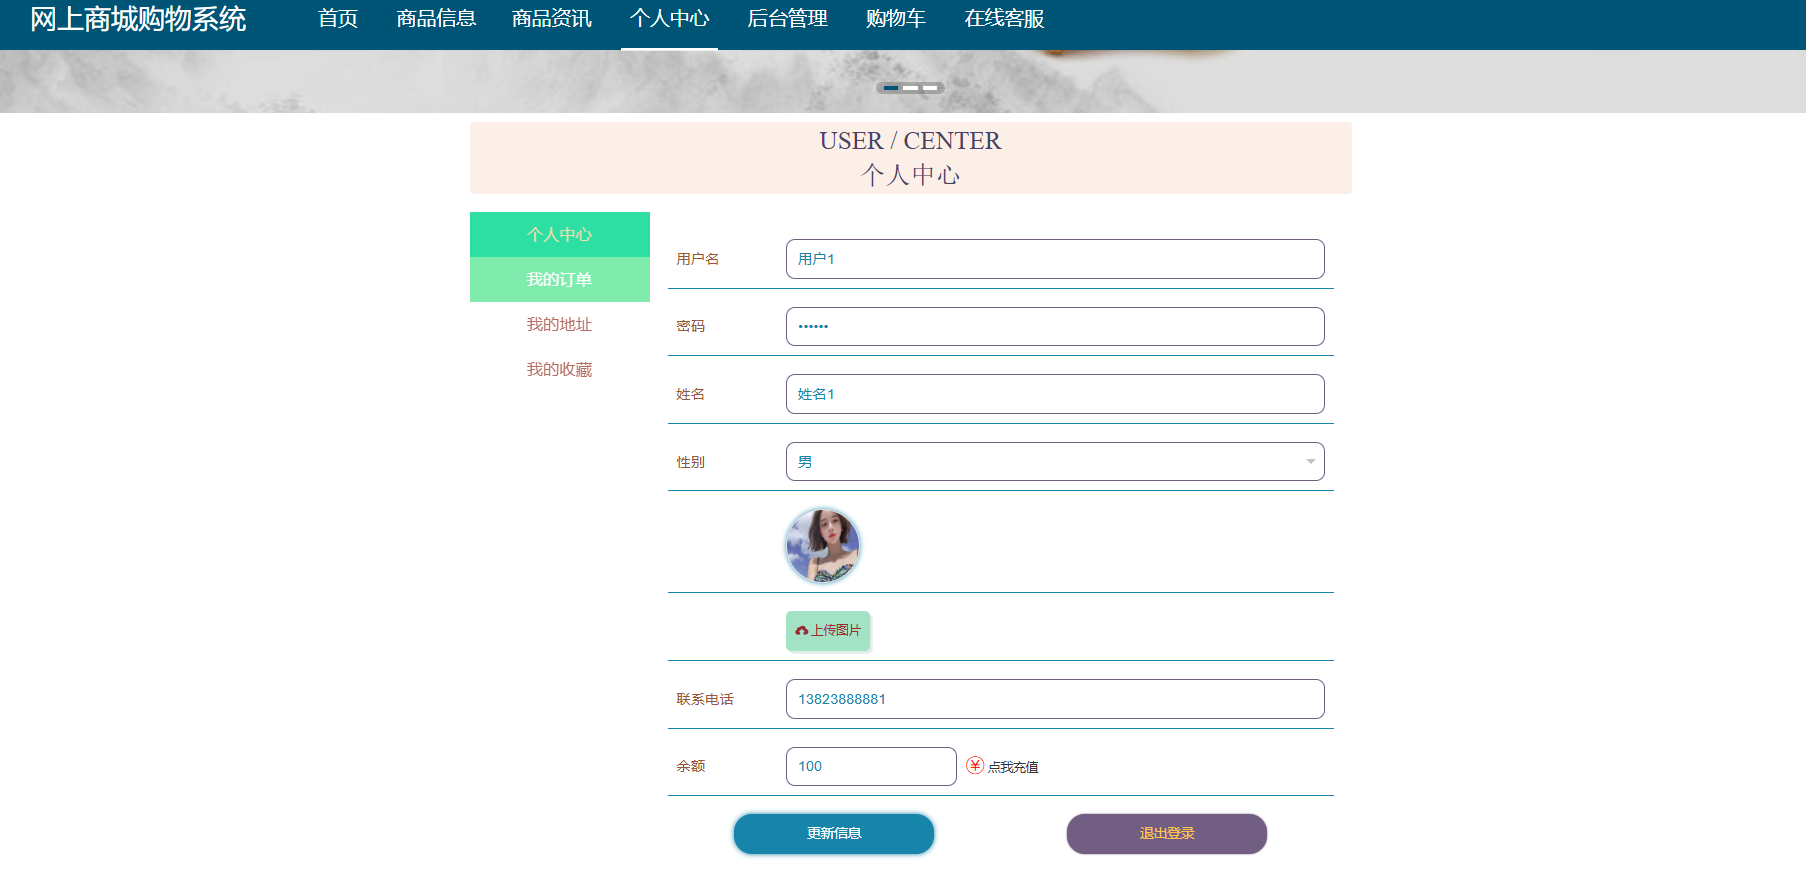 网上商城购物系统 首页 商品信息 商品资讯 个人中心 后台管理 购物车 在线客服
USER / CENTER
个人中心
个人中心
我的订单
我的地址
我的收藏
用户名 用户1
密码 ••••••
姓名 姓名1
性别 男
上传图片
联系电话 13823888881
余额 100 ¥ 点我充值
更新信息 退出登录